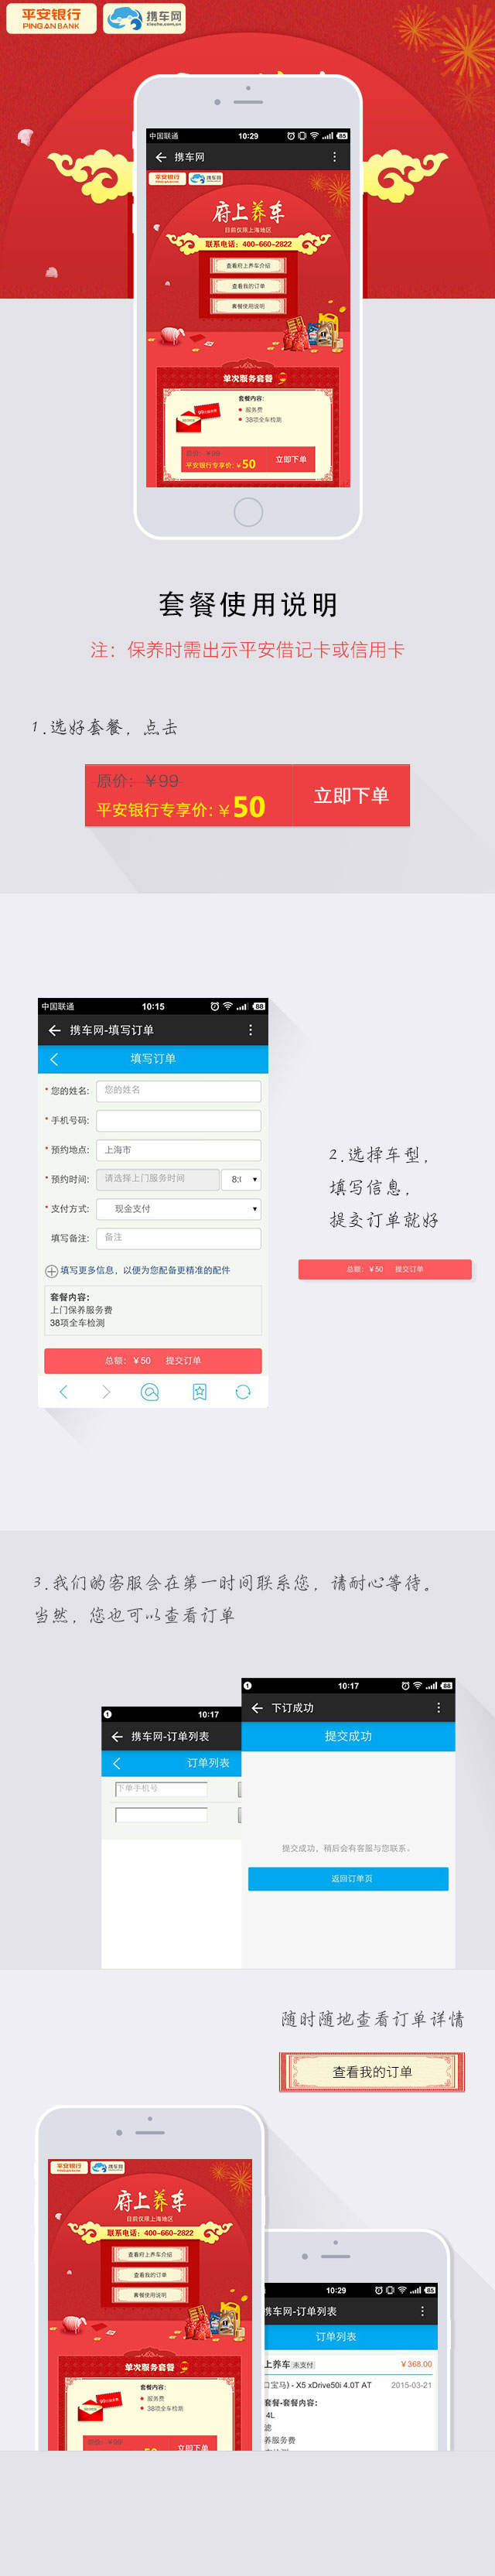 平安银行
PING AN BANK
携车网
xieche.com.cn
中国联通
10:29
85
携车网
平安银行
携车网
府上养车
目前仅限上海地区
联系电话：400-660-2822
查看府上养车介绍
查看我的订单
套餐使用说明
单次服务套餐
套餐内容：
服务费
38项全车检测
原价：￥99
平安银行专享价：￥50
立即下单
套餐使用说明
注：保养时需出示平安借记卡或信用卡
1.选好套餐，点击
原价：￥99
平安银行专享价：￥50
立即下单
中国联通
10:15
88
携车网-填写订单
填写订单
* 您的姓名:
您的姓名
* 手机号码:
* 预约地点:
上海市
* 预约时间:
请选择上门服务时间
* 支付方式:
现金支付
填写备注:
备注
填写更多信息，以便为您配备更精准的配件
套餐内容：
上门保养服务费
38项全车检测
总额：￥50 提交订单
2.选择车型，
填写信息，
提交订单就好
总额：￥50 提交订单
3.我们的客服会在第一时间联系您，请耐心等待。
当然，您也可以查看订单
10:17
携车网-订单列表
订单列表
下单手机号
10:17
88
下订成功
提交成功
提交成功，稍后会有客服与您联系。
返回订单页
随时随地查看订单详情
查看我的订单
平安银行
携车网
府上养车
目前仅限上海地区
联系电话：400-660-2822
查看府上养车介绍
查看我的订单
套餐使用说明
单次服务套餐
套餐内容：
服务费
38项全车检测
原价：￥99
立即下单
10:29
85
携车网-订单列表
订单列表
上养车 未支付
￥368.00
宝马) - X5 xDrive50i 4.0T AT
2015-03-21
套餐-套餐内容：
4L
滤
养服务费